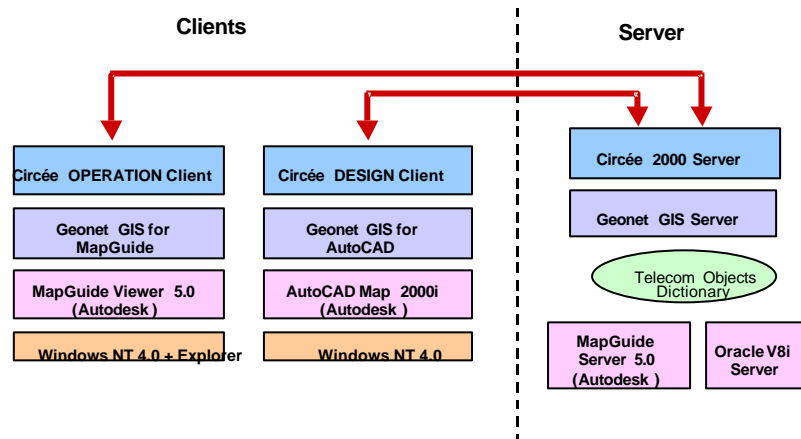 Clients
Server
Circée OPERATION Client
Circée DESIGN Client
Circée 2000 Server
Geonet GIS for
MapGuide
Geonet GIS for
AutoCAD
Geonet GIS Server
MapGuide Viewer 5.0
(Autodesk )
AutoCAD Map 2000i
(Autodesk )
Telecom Objects
Dictionary
Windows NT 4.0 + Explorer
Windows NT 4.0
MapGuide
Server 5.0
(Autodesk )
Oracle V8i
Server